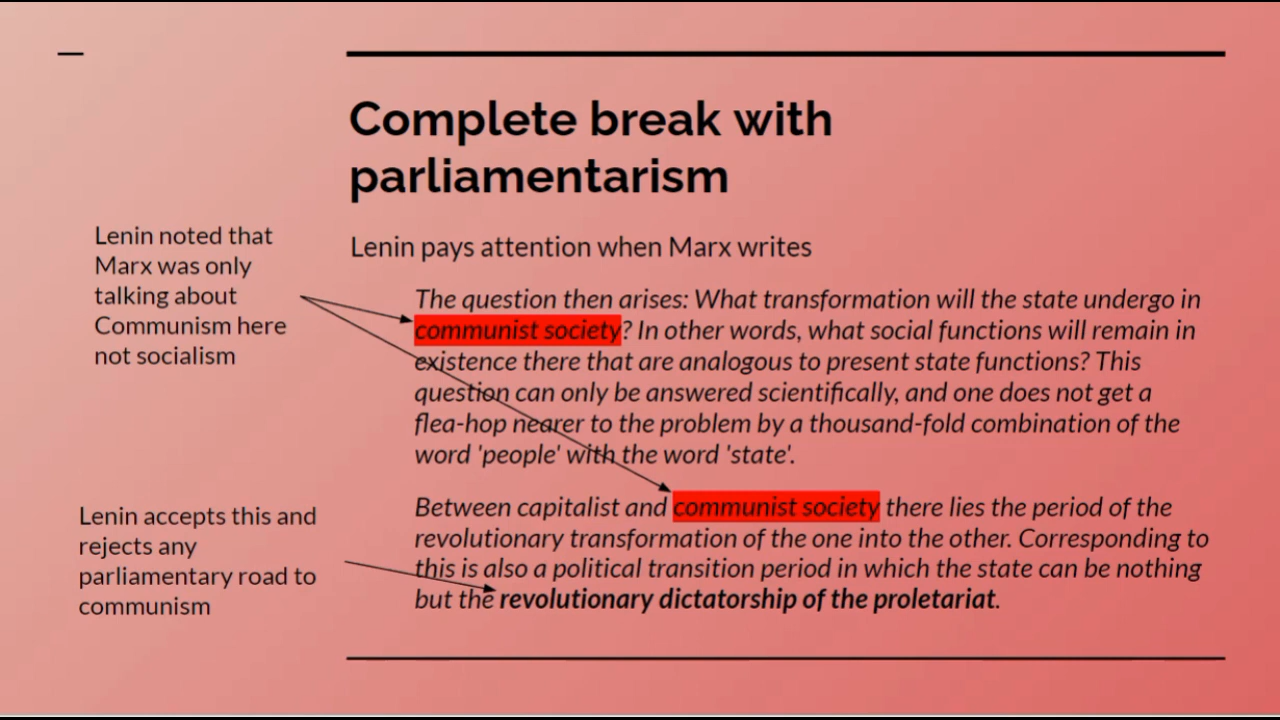 Complete break with
parliamentarism
Lenin noted that
Marx was only
talking about
Communism here
not socialism
Lenin pays attention when Marx writes
The question then arises: What transformation will the state undergo in
communist society? In other words, what social functions will remain in
existence there that are analogous to present state functions? This
question can only be answered scientifically, and one does not get a
flea-hop nearer to the problem by a thousand-fold combination of the
word 'people' with the word 'state'.
Between capitalist and communist society there lies the period of the
revolutionary transformation of the one into the other. Corresponding to
this is also a political transition period in which the state can be nothing
but the revolutionary dictatorship of the proletariat.
Lenin accepts this and
rejects any
parliamentary road to
communism